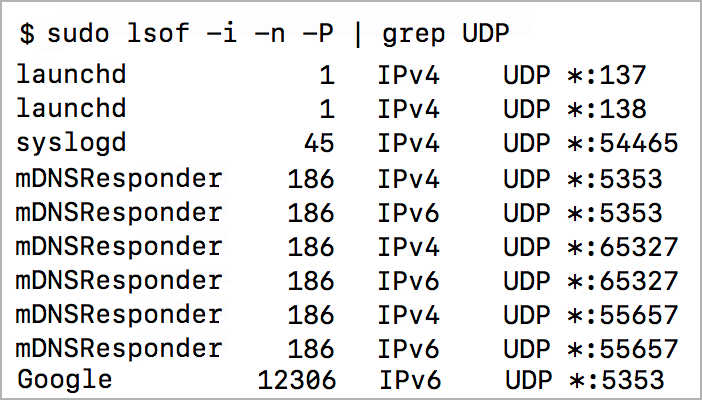 $ sudo lsof -i -n -P | grep UDP
launchd 1 IPv4 UDP *:137
launchd 1 IPv4 UDP *:138
syslogd 45 IPv4 UDP *:54465
mDNSResponder 186 IPv4 UDP *:5353
mDNSResponder 186 IPv6 UDP *:5353
mDNSResponder 186 IPv4 UDP *:65327
mDNSResponder 186 IPv6 UDP *:65327
mDNSResponder 186 IPv4 UDP *:55657
mDNSResponder 186 IPv6 UDP *:55657
Google 12306 IPv6 UDP *:5353